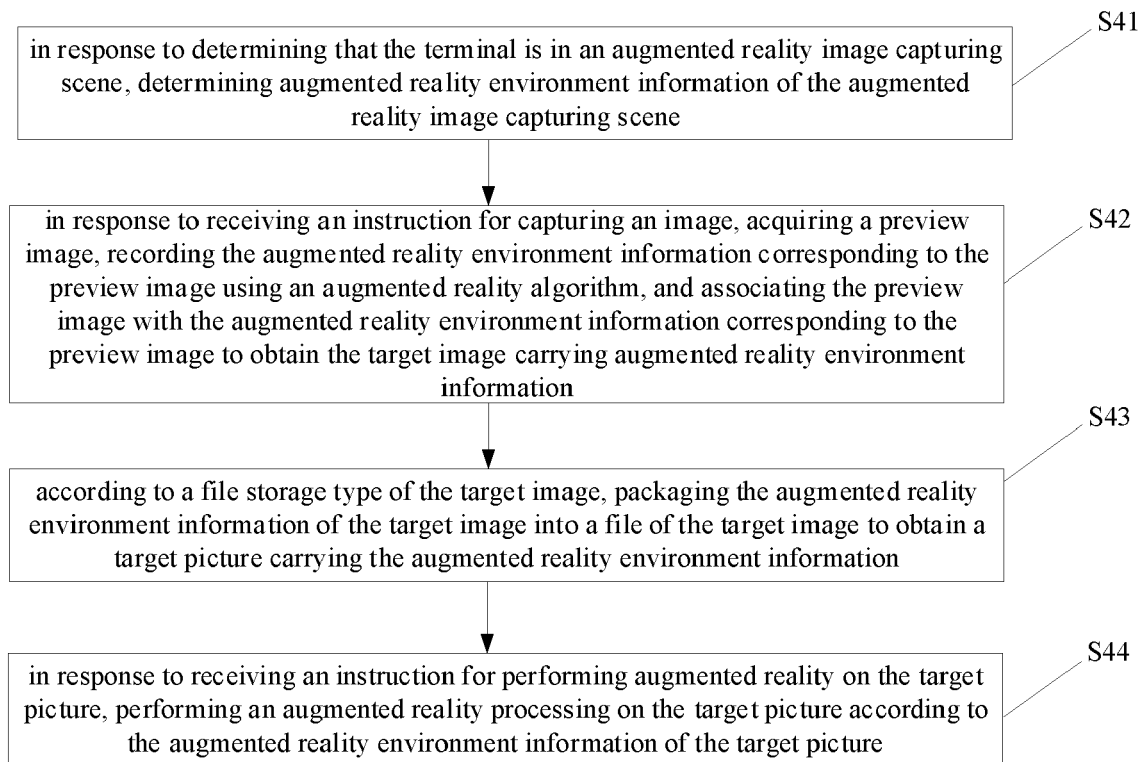 S41
in response to determining that the terminal is in an augmented reality image capturing
scene, determining augmented reality environment information of the augmented
reality image capturing scene
S42
in response to receiving an instruction for capturing an image, acquiring a preview
image, recording the augmented reality environment information corresponding to the
preview image using an augmented reality algorithm, and associating the preview
image with the augmented reality environment information corresponding to the
preview image to obtain the target image carrying augmented reality environment
information
S43
according to a file storage type of the target image, packaging the augmented reality
environment information of the target image into a file of the target image to obtain a
target picture carrying the augmented reality environment information
S44
in response to receiving an instruction for performing augmented reality on the target
picture, performing an augmented reality processing on the target picture according to
the augmented reality environment information of the target picture